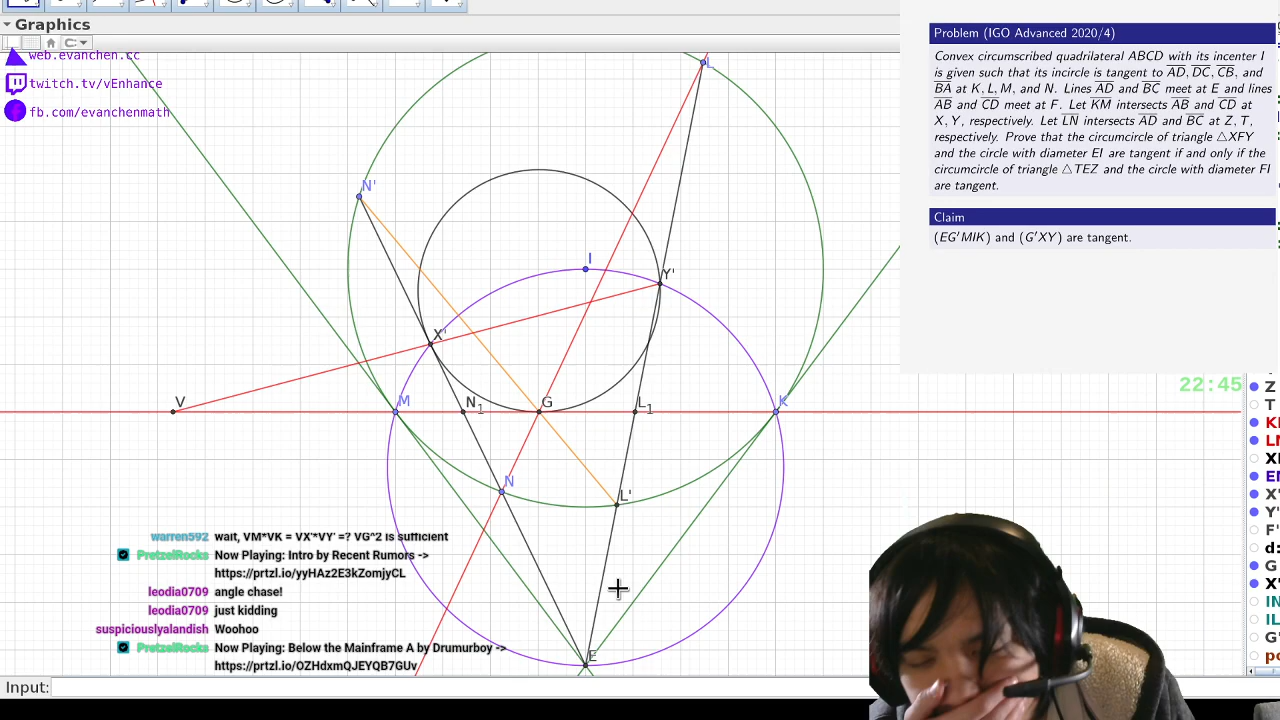 Graphics
web.evanchen.cc
twitch.tv/vEnhance
fb.com/evanchenmath
Problem (IGO Advanced 2020/4)
Convex circumscribed quadrilateral ABCD with its incenter I
is given such that its incircle is tangent to AD, DC, CB, and
BA at K, L, M, and N. Lines AD and BC meet at E and lines
AB and CD meet at F. Let KM intersects AB and CD at
X, Y, respectively. Let LN intersects AD and BC at Z, T,
respectively. Prove that the circumcircle of triangle △XFY
and the circle with diameter EI are tangent if and only if the
circumcircle of triangle △TEZ and the circle with diameter FI
are tangent.
Claim
(EG′MIK) and (G′XY) are tangent.
L
N'
I
Y'
X'
V
M
N₁
G
L₁
K
N
L'
E
22:45
Z
T
X'
Y'
G
warren592 wait, VM*VK = VX'*VY' =? VG^2 is sufficient
PretzelRocks Now Playing: Intro by Recent Rumors ->
https://prtzl.io/yyHAz2E3kZomjyCL
leodia0709 angle chase!
leodia0709 just kidding
suspiciouslyalandish Woohoo
PretzelRocks Now Playing: Below the Mainframe A by Drumurboy ->
https://prtzl.io/OZHdxmQJEYQB7GUv
Input: